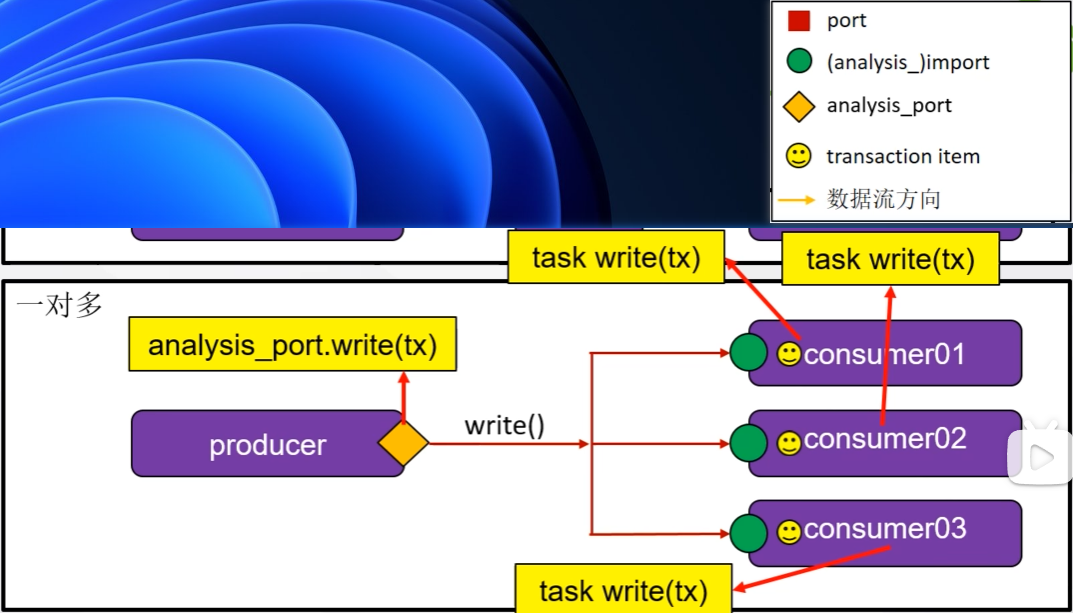 port
(analysis_)import
analysis_port
transaction item
数据流方向
task write(tx)
task write(tx)
一对多
analysis_port.write(tx)
consumer01
write()
producer
consumer02
consumer03
task write(tx)